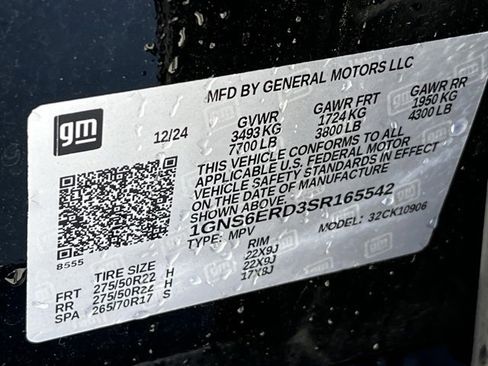 MFD BY GENERAL MOTORS LLC
gm
12/24
GVWR GAWR FRT GAWR RR
3493 KG 1724 KG 1950 KG
7700 LB 3800 LB 4300 LB
THIS VEHICLE CONFORMS TO ALL
APPLICABLE U.S. FEDERAL MOTOR
VEHICLE SAFETY STANDARDS IN EFFECT
ON THE DATE OF MANUFACTURE
SHOWN ABOVE.
1GNS6ERD3SR165542
TYPE: MPV MODEL: 32CK10906
8555
TIRE SIZE RIM
FRT 275/50R22 H 22X9J
RR 275/50R22 H 22X9J
SPA 265/70R17 S 17X9J